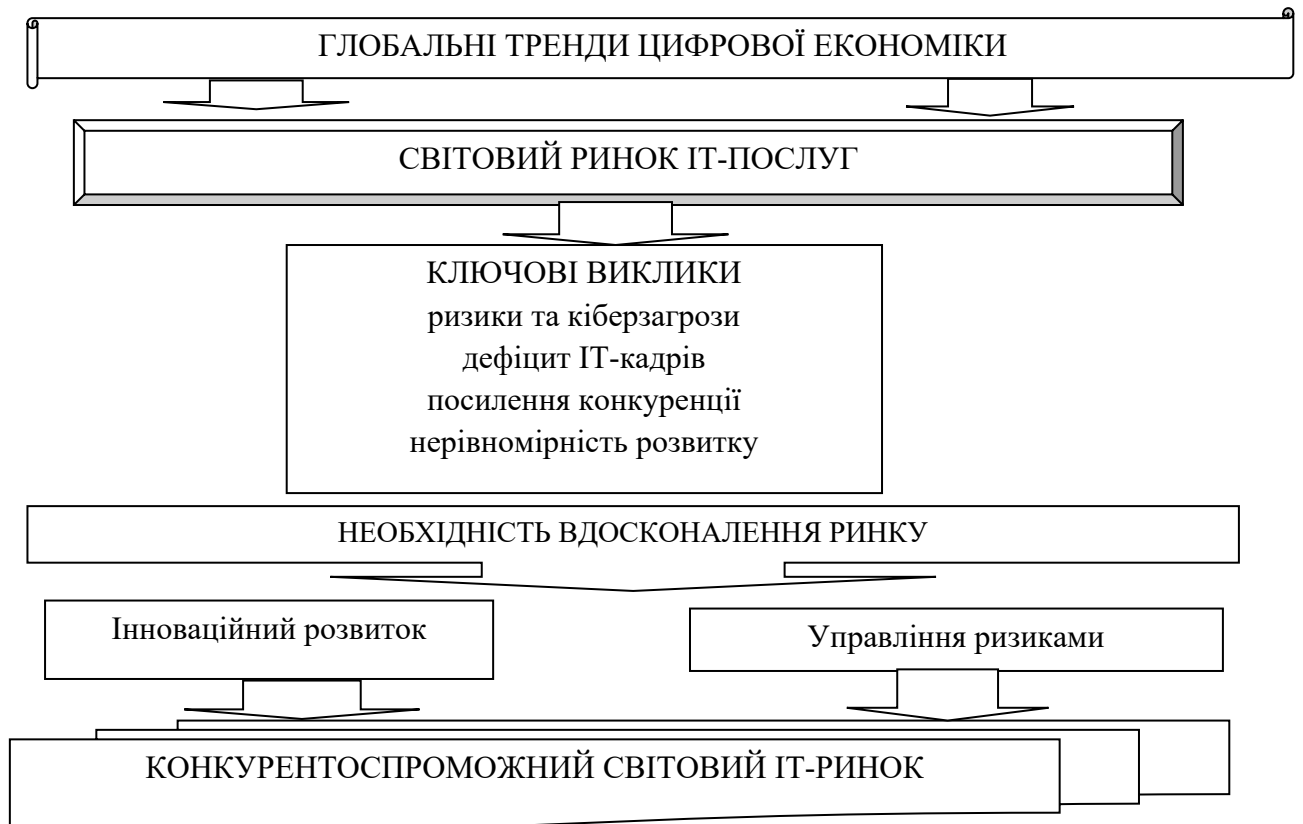 ГЛОБАЛЬНІ ТРЕНДИ ЦИФРОВОЇ ЕКОНОМІКИ
СВІТОВИЙ РИНОК ІТ-ПОСЛУГ
КЛЮЧОВІ ВИКЛИКИ
ризики та кіберзагрози
дефіцит ІТ-кадрів
посилення конкуренції
нерівномірність розвитку
НЕОБХІДНІСТЬ ВДОСКОНАЛЕННЯ РИНКУ
Інноваційний розвиток
Управління ризиками
КОНКУРЕНТОСПРОМОЖНИЙ СВІТОВИЙ ІТ-РИНОК